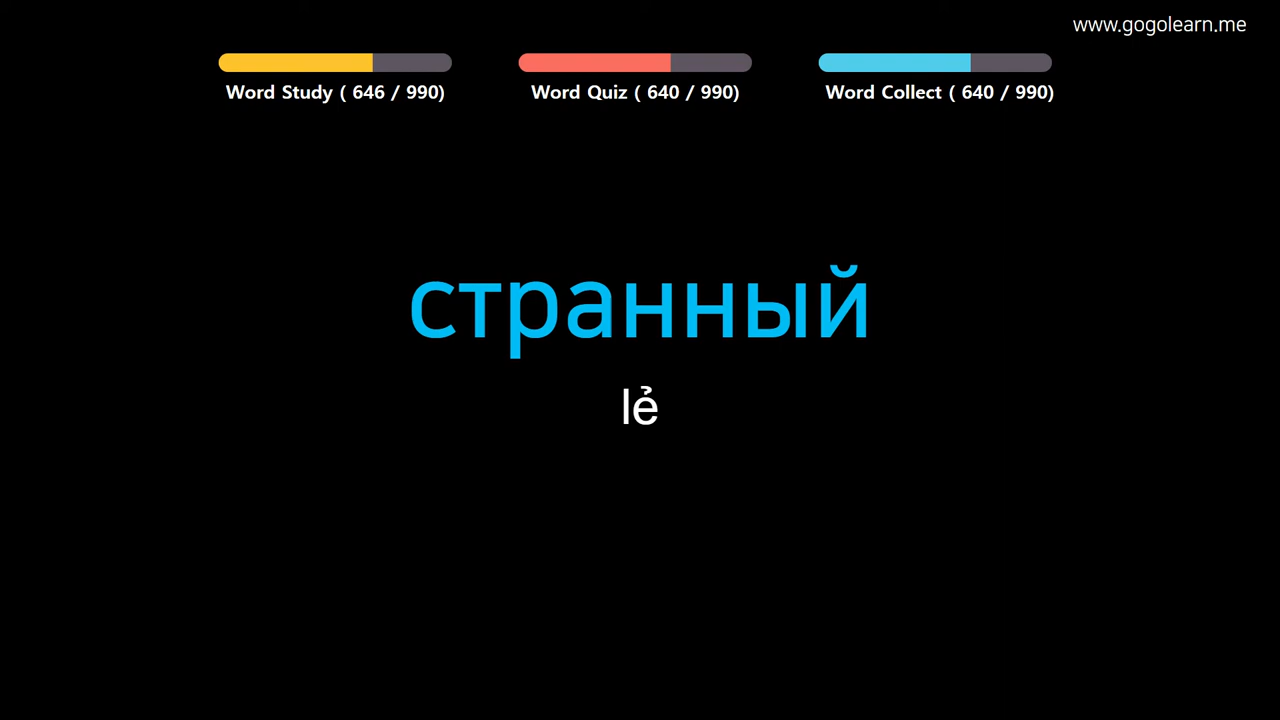 www.gogolearn.me
Word Study ( 646 / 990)
Word Quiz ( 640 / 990)
Word Collect ( 640 / 990)
странный
lẻ